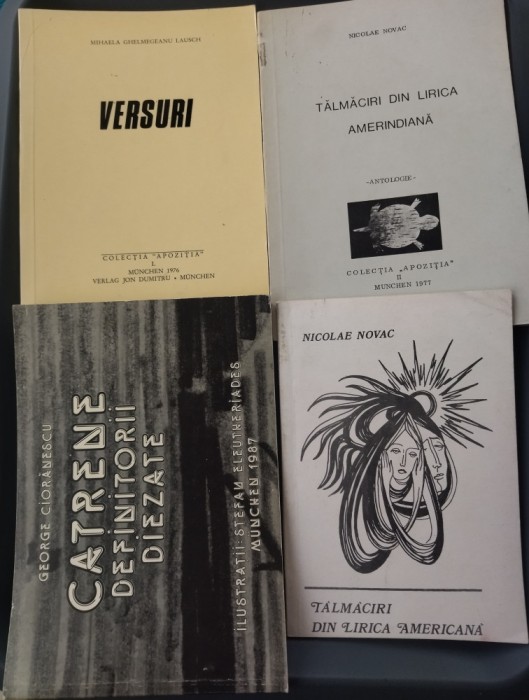 MIHAELA GHELMEGEANU LAUSCH
VERSURI
COLECȚIA "APOZIȚIA"
I.
MÜNCHEN 1976
VERLAG JON DUMITRU • MÜNCHEN
NICOLAE NOVAC
TĂLMĂCIRI DIN LIRICA
AMERINDIANĂ
-ANTOLOGIE-
COLECȚIA „APOZIȚIA"
II
MÜNCHEN 1977
GEORGE CIORĂNESCU
CATRENE
DEFINITORII
DIEZATE
ILUSTRAȚII: ȘTEFAN ELEUTHERIADES
MÜNCHEN 1987
NICOLAE NOVAC
TĂLMĂCIRI
DIN LIRICA AMERICANĂ